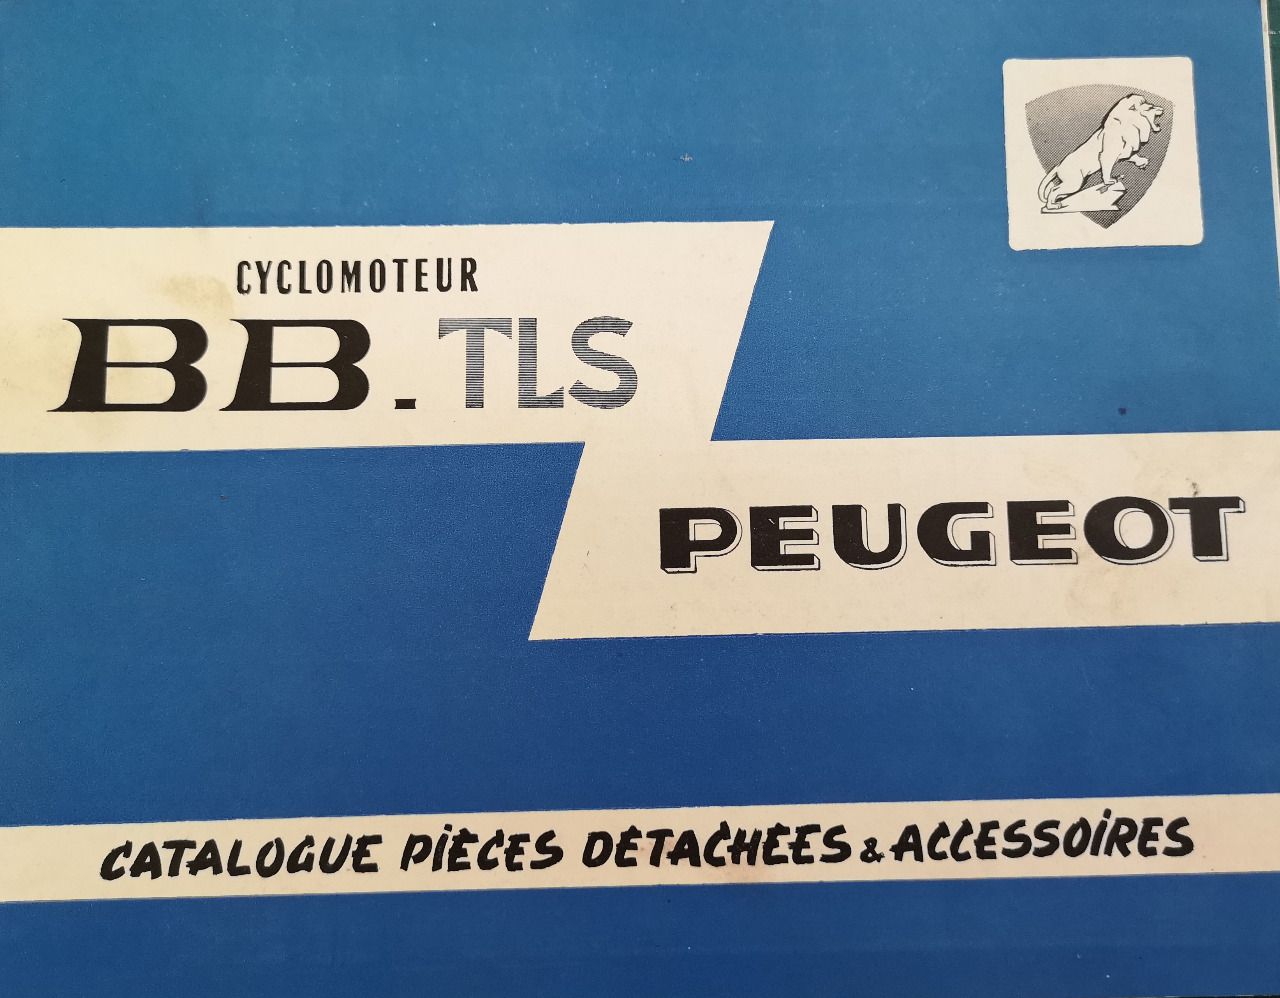 CYCLOMOTEUR
BB. TLS
PEUGEOT
CATALOGUE PIÈCES DÉTACHÉES & ACCESSOIRES